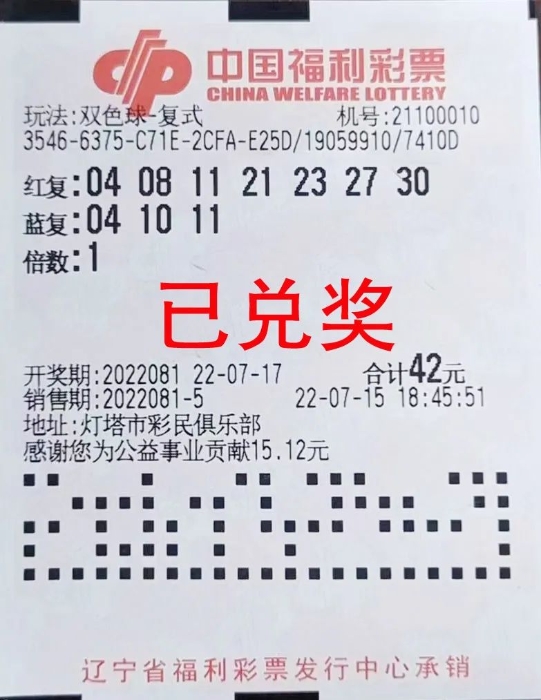 中国福利彩票
CHINA WELFARE LOTTERY
玩法:双色球-复式 机号:21100010
3546-6375-C71E-2CFA-E25D/19059910/7410D
红复:04 08 11 21 23 27 30
蓝复:04 10 11
倍数:1
已兑奖
开奖期:2022081 22-07-17 合计42元
销售期:2022081-5 22-07-15 18:45:51
地址:灯塔市彩民俱乐部
感谢您为公益事业贡献15.12元
辽宁省福利彩票发行中心承销